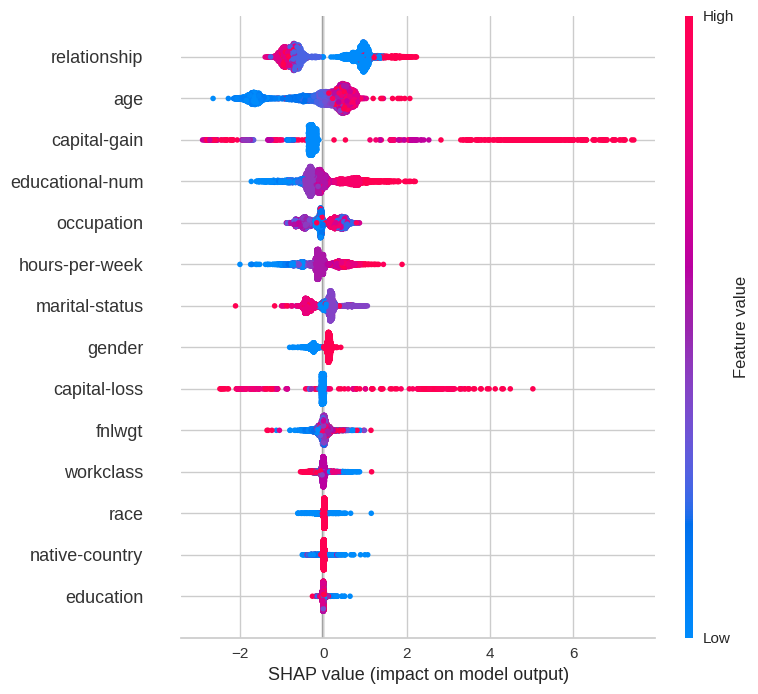 High
relationship
age
capital-gain
educational-num
occupation
hours-per-week
marital-status
gender
capital-loss
fnlwgt
workclass
race
native-country
education
Feature value
Low
−2 0 2 4 6
SHAP value (impact on model output)